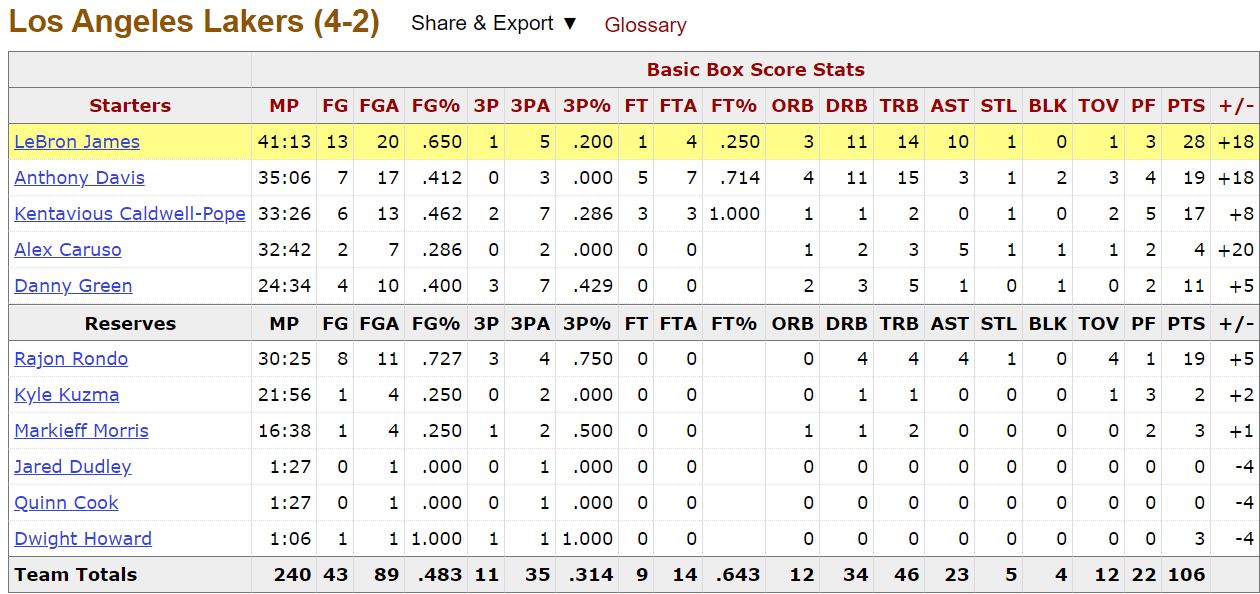 Los Angeles Lakers (4-2) Share & Export ▼ Glossary
Basic Box Score Stats
Starters MP FG FGA FG% 3P 3PA 3P% FT FTA FT% ORB DRB TRB AST STL BLK TOV PF PTS +/-
LeBron James 41:13 13 20 .650 1 5 .200 1 4 .250 3 11 14 10 1 0 1 3 28 +18
Anthony Davis 35:06 7 17 .412 0 3 .000 5 7 .714 4 11 15 3 1 2 3 4 19 +18
Kentavious Caldwell-Pope 33:26 6 13 .462 2 7 .286 3 3 1.000 1 1 2 0 1 0 2 5 17 +8
Alex Caruso 32:42 2 7 .286 0 2 .000 0 0 1 2 3 5 1 1 1 2 4 +20
Danny Green 24:34 4 10 .400 3 7 .429 0 0 2 3 5 1 0 1 0 2 11 +5
Reserves MP FG FGA FG% 3P 3PA 3P% FT FTA FT% ORB DRB TRB AST STL BLK TOV PF PTS +/-
Rajon Rondo 30:25 8 11 .727 3 4 .750 0 0 0 4 4 4 1 0 4 1 19 +5
Kyle Kuzma 21:56 1 4 .250 0 2 .000 0 0 0 1 1 0 0 0 1 3 2 +2
Markieff Morris 16:38 1 4 .250 1 2 .500 0 0 1 1 2 0 0 0 0 2 3 +1
Jared Dudley 1:27 0 1 .000 0 1 .000 0 0 0 0 0 0 0 0 0 0 0 -4
Quinn Cook 1:27 0 1 .000 0 1 .000 0 0 0 0 0 0 0 0 0 0 0 -4
Dwight Howard 1:06 1 1 1.000 1 1 1.000 0 0 0 0 0 0 0 0 0 0 3 -4
Team Totals 240 43 89 .483 11 35 .314 9 14 .643 12 34 46 23 5 4 12 22 106